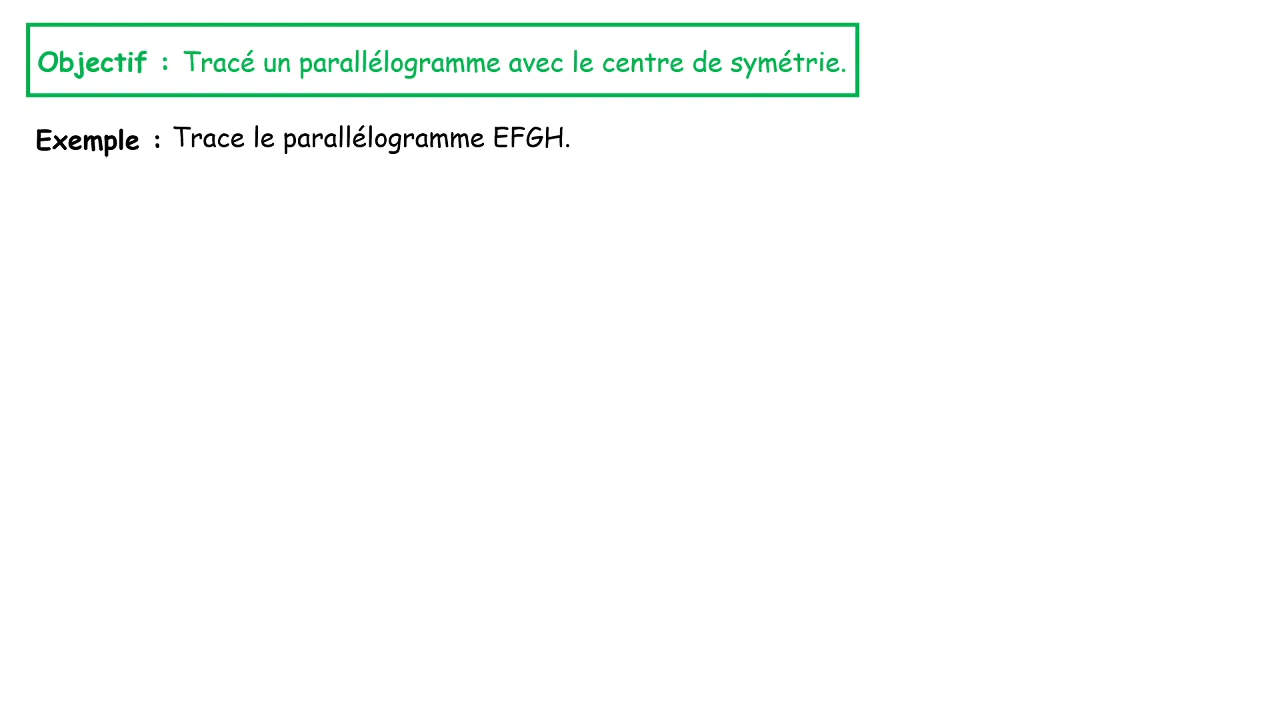 Objectif : Tracé un parallélogramme avec le centre de symétrie.
Exemple : Trace le parallélogramme EFGH.